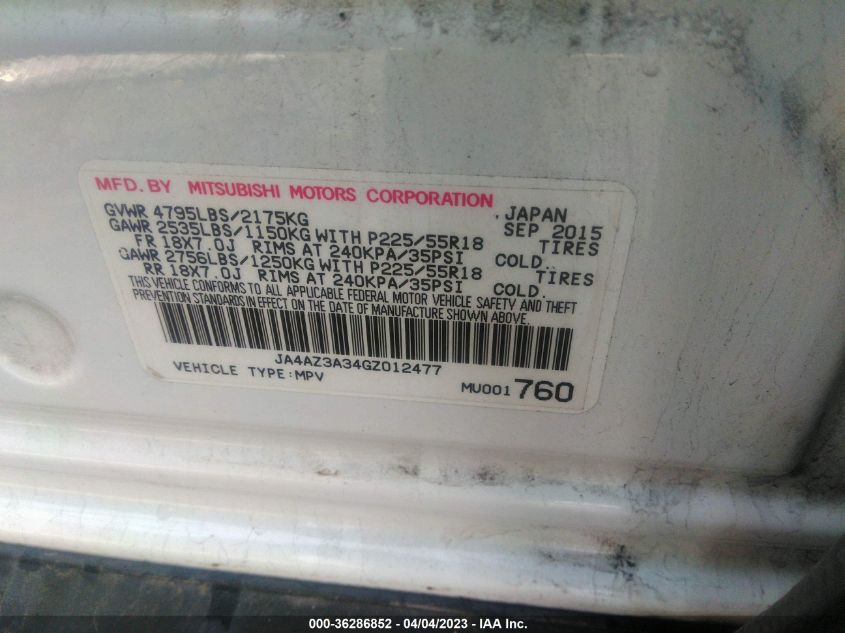 MFD. BY MITSUBISHI MOTORS CORPORATION
GVWR 4795LBS/2175KG JAPAN
GAWR 2535LBS/1150KG WITH P225/55R18 SEP 2015
FR 18X7.0J RIMS AT 240KPA/35PSI TIRES COLD.
GAWR 2756LBS/1250KG WITH P225/55R18 TIRES
RR 18X7.0J RIMS AT 240KPA/35PSI COLD.
THIS VEHICLE CONFORMS TO ALL APPLICABLE FEDERAL MOTOR VEHICLE SAFETY AND THEFT
PREVENTION STANDARDS IN EFFECT ON THE DATE OF MANUFACTURE SHOWN ABOVE.
JA4AZ3A34GZ012477
VEHICLE TYPE:MPV MU001 760
000-36286852 - 04/04/2023 - IAA Inc.